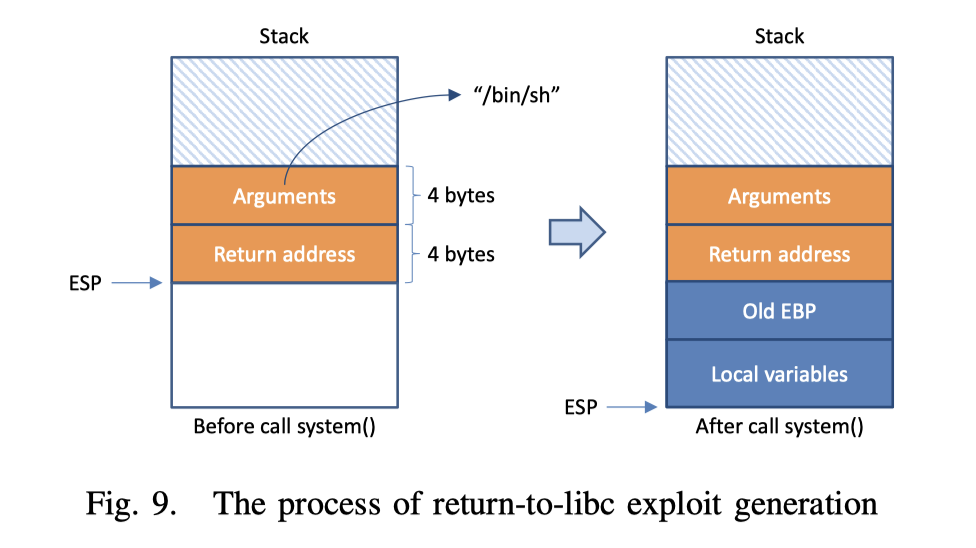 Stack
Stack
“/bin/sh”
Arguments
4 bytes
Arguments
Return address
4 bytes
Return address
ESP
Old EBP
Local variables
ESP
Before call system()
After call system()
Fig. 9. The process of return-to-libc exploit generation